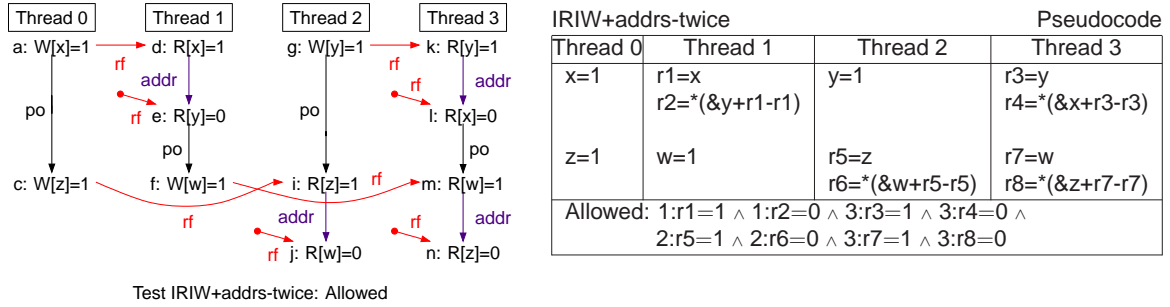 Thread 0 Thread 1 Thread 2 Thread 3
a: W[x]=1 d: R[x]=1 g: W[y]=1 k: R[y]=1
rf rf
addr rf addr
rf
po e: R[y]=0 po l: R[x]=0
po po
c: W[z]=1 f: W[w]=1 i: R[z]=1 rf m: R[w]=1
rf
addr addr
rf j: R[w]=0 rf n: R[z]=0
Test IRIW+addrs-twice: Allowed
IRIW+addrs-twice Pseudocode
Thread 0 Thread 1 Thread 2 Thread 3
x=1 r1=x y=1 r3=y
r2=*(&y+r1-r1) r4=*(&x+r3-r3)
z=1 w=1 r5=z r7=w
r6=*(&w+r5-r5) r8=*(&z+r7-r7)
Allowed: 1:r1=1 ∧ 1:r2=0 ∧ 3:r3=1 ∧ 3:r4=0 ∧
2:r5=1 ∧ 2:r6=0 ∧ 3:r7=1 ∧ 3:r8=0